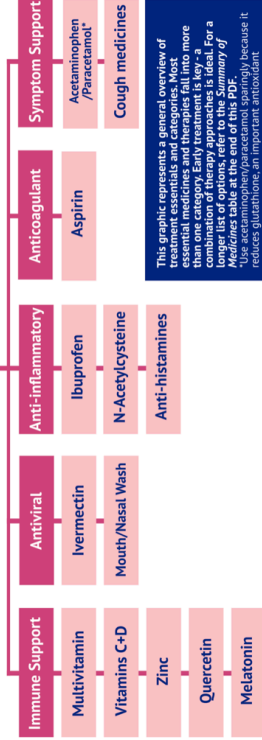 Immune Support
Multivitamin
Vitamins C+D
Zinc
Quercetin
Melatonin
Antiviral
Ivermectin
Mouth/Nasal Wash
Anti-inflammatory
Ibuprofen
N-Acetylcysteine
Anti-histamines
Anticoagulant
Aspirin
Symptom Support
Acetaminophen
/Paracetamol*
Cough medicines
This graphic represents a general overview of
treatment essentials and categories. Most
essential medicines and therapies fall into more
than one category. Early treatment is key - a
combination of therapy approaches is ideal. For a
longer list of options, refer to the Summary of
Medicines table at the end of this PDF.
*Use acetaminophen/paracetamol sparingly because it
reduces glutathione, an important antioxidant